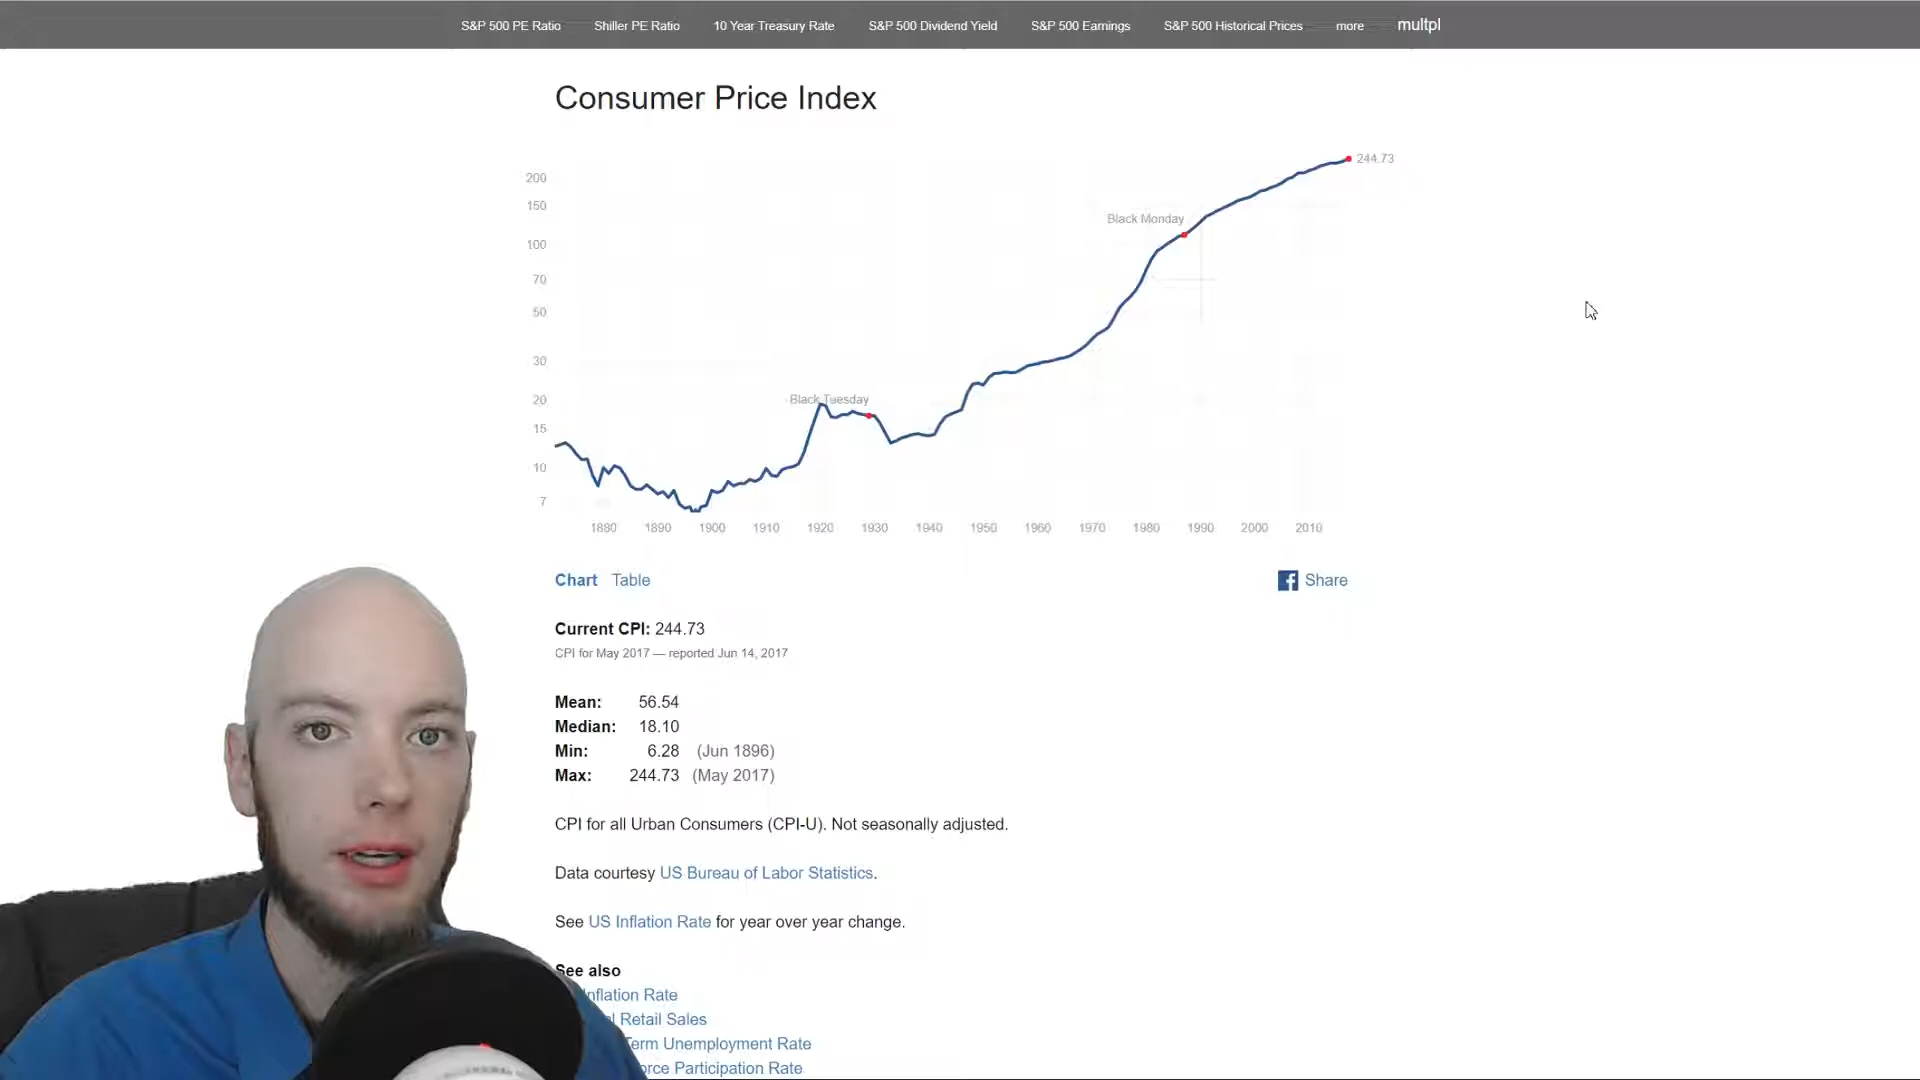 S&P 500 PE Ratio Shiller PE Ratio 10 Year Treasury Rate S&P 500 Dividend Yield S&P 500 Earnings S&P 500 Historical Prices more multpl
Consumer Price Index
244.73
200
150
Black Monday
100
70
50
30
20
Black Tuesday
15
10
7
1880 1890 1900 1910 1920 1930 1940 1950 1960 1970 1980 1990 2000 2010
Chart Table
Share
Current CPI: 244.73
CPI for May 2017 — reported Jun 14, 2017
Mean: 56.54
Median: 18.10
Min: 6.28 (Jun 1896)
Max: 244.73 (May 2017)
CPI for all Urban Consumers (CPI-U). Not seasonally adjusted.
Data courtesy US Bureau of Labor Statistics.
See US Inflation Rate for year over year change.
See also
Inflation Rate
Retail Sales
Term Unemployment Rate
Participation Rate